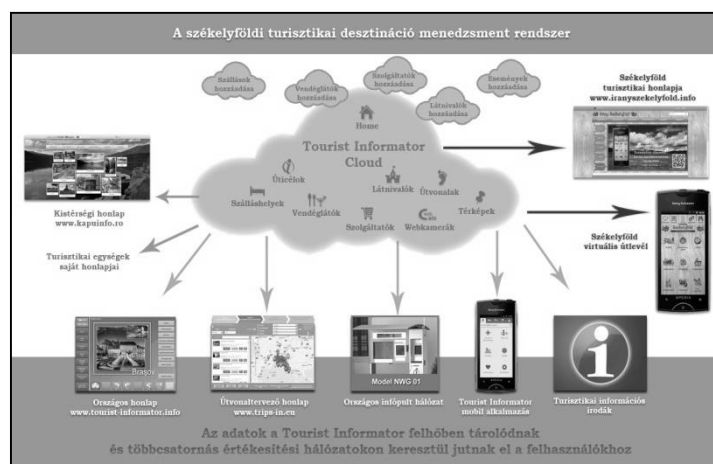 A székelyföldi turisztikai desztináció menedzsment rendszer
Szállások
hozzáadása
Vendéglátók
hozzáadása
Szolgáltatók
hozzáadása
Látnivalók
hozzáadása
Események
hozzáadása
Székelyföld
turisztikai honlapja
www.iranyszekelyfold.info
Home
Tourist Informator
Cloud
Úticélok
Látnivalók
Útvonalak
Szálláshelyek
Vendéglátók
Szolgáltatók
Webkamerák
Térképek
Kistérségi honlap
www.kapuinfo.ro
Turisztikai egységek
saját honlapjai
Székelyföld
virtuális útlevél
XPERIA
Brașov
Model NWG 01
Országos honlap
www.tourist-informator.info
Útvonaltervező honlap
www.trips-in.eu
Országos infópult hálózat
Tourist Informator
mobil alkalmazás
Turisztikai információs
irodák
Az adatok a Tourist Informator felhőben tárolódnak
és többcsatornás értékesítési hálózatokon keresztül jutnak el a felhasználókhoz